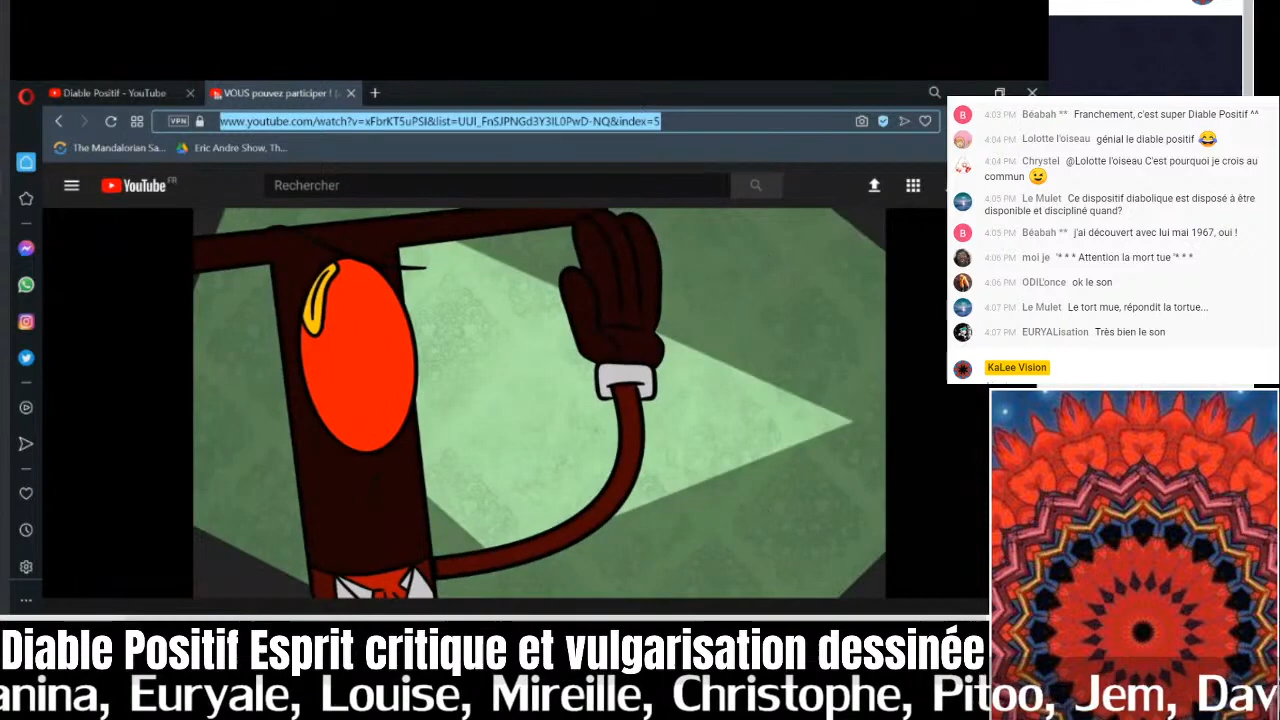 Diable Positif - YouTube
VOUS pouvez participer ! [
VPN
www.youtube.com/watch?v=xFbrKT5uPSI&list=UUI_FnSJPNGd3Y3IL0PwD-NQ&index=5
The Mandalorian Sa...
Eric Andre Show, Th...
YouTube FR
Rechercher
4:03 PM Béabah ** Franchement, c'est super Diable Positif ^^
4:04 PM Lolotte l'oiseau génial le diable positif 😂
4:04 PM Chrystel @Lolotte l'oiseau C'est pourquoi je crois au
commun 😉
4:05 PM Le Mulet Ce dispositif diabolique est disposé à être
disponible et discipliné quand?
4:05 PM Béabah ** j'ai découvert avec lui mai 1967, oui !
4:06 PM moi je '* * * Attention la mort tue '* * *
4:06 PM ODIL'once ok le son
4:07 PM Le Mulet Le tort mue, répondit la tortue...
4:07 PM EURYALisation Très bien le son
KaLee Vision
Diable Positif Esprit critique et vulgarisation dessinée
anina, Euryale, Louise, Mireille, Christophe, Pitoo, Jem, Dav